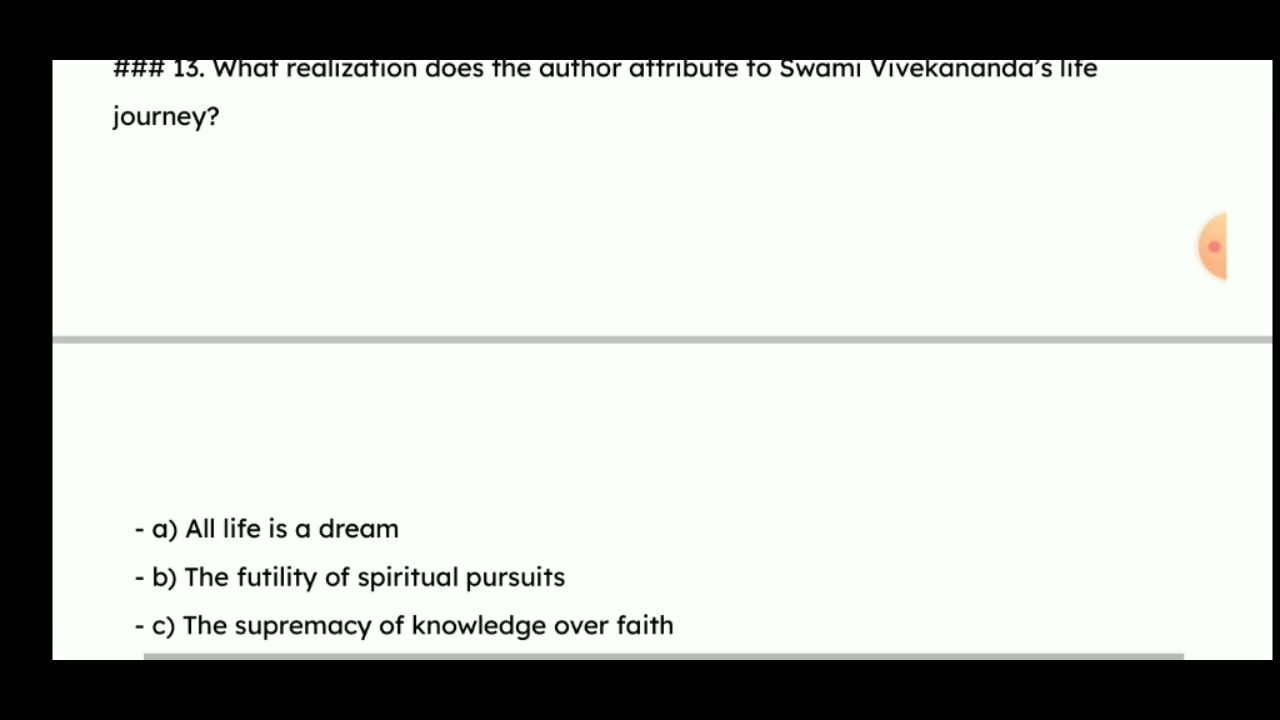 ### 13. What realization does the author attribute to Swami Vivekananda’s life
journey?
- a) All life is a dream
- b) The futility of spiritual pursuits
- c) The supremacy of knowledge over faith